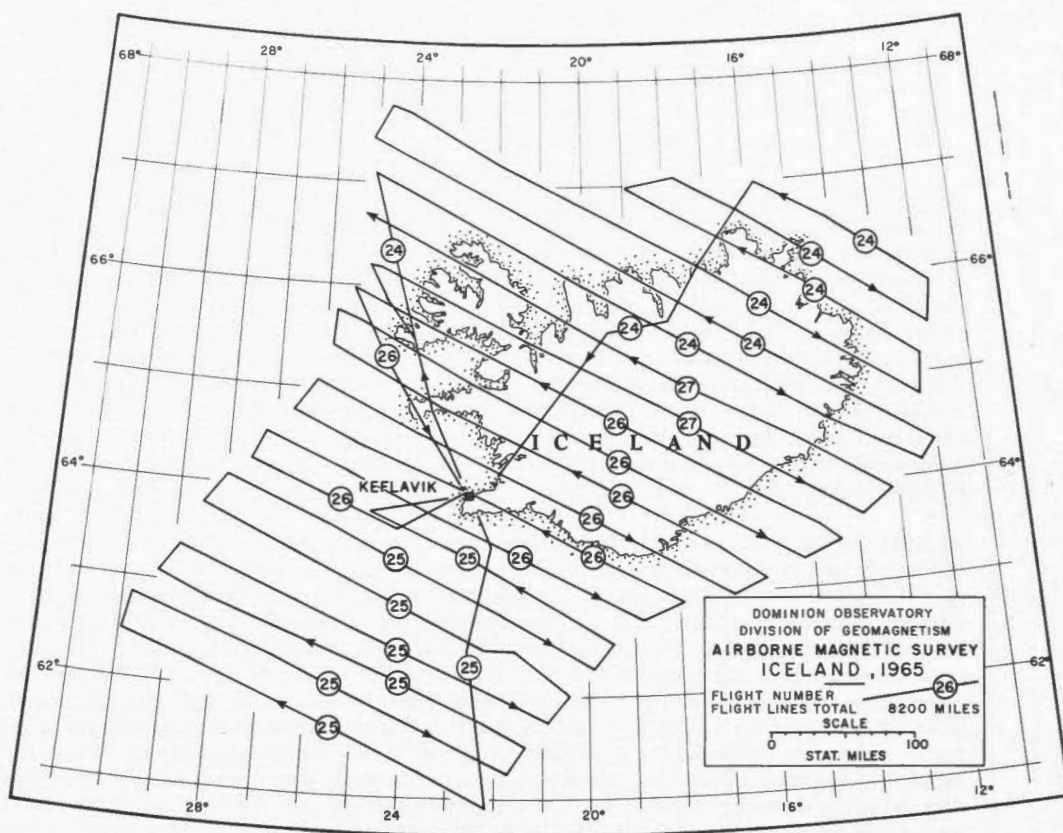 68° 28° 24° 20° 16° 12° 68°
24 24
24 26
66° 66°
24
24 24
24 24
26 27
26 27
ICELAND
26
64° 64°
KEFLAVIK
26 26
26
25 25 26 26
25
25 25
62° 62°
25 25
25
DOMINION OBSERVATORY
DIVISION OF GEOMAGNETISM
AIRBORNE MAGNETIC SURVEY
ICELAND, 1965
FLIGHT NUMBER 26
FLIGHT LINES TOTAL 8200 MILES
SCALE
0 100
STAT. MILES
28° 24° 20° 16° 12°